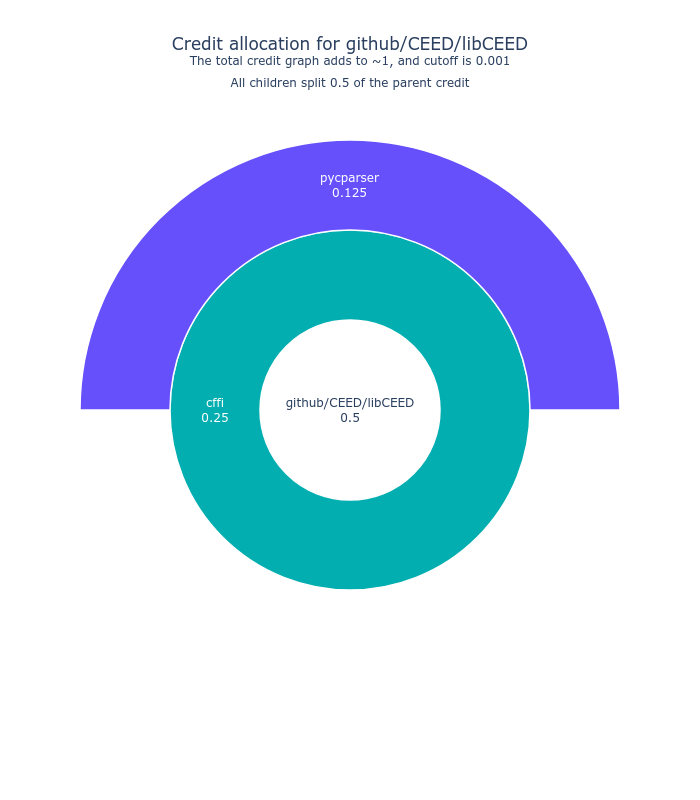 Credit allocation for github/CEED/libCEED
The total credit graph adds to ~1, and cutoff is 0.001
All children split 0.5 of the parent credit
pycparser
0.125
cffi
0.25
github/CEED/libCEED
0.5